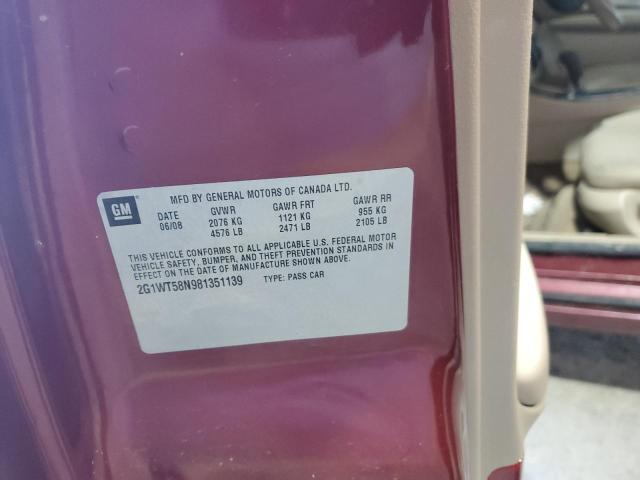 GM
MFD BY GENERAL MOTORS OF CANADA LTD.
DATE GVWR GAWR FRT GAWR RR
06/08 2076 KG 1121 KG 955 KG
4576 LB 2471 LB 2105 LB
THIS VEHICLE CONFORMS TO ALL APPLICABLE U.S. FEDERAL MOTOR
VEHICLE SAFETY, BUMPER, AND THEFT PREVENTION STANDARDS IN
EFFECT ON THE DATE OF MANUFACTURE SHOWN ABOVE.
2G1WT58N981351139 TYPE: PASS CAR